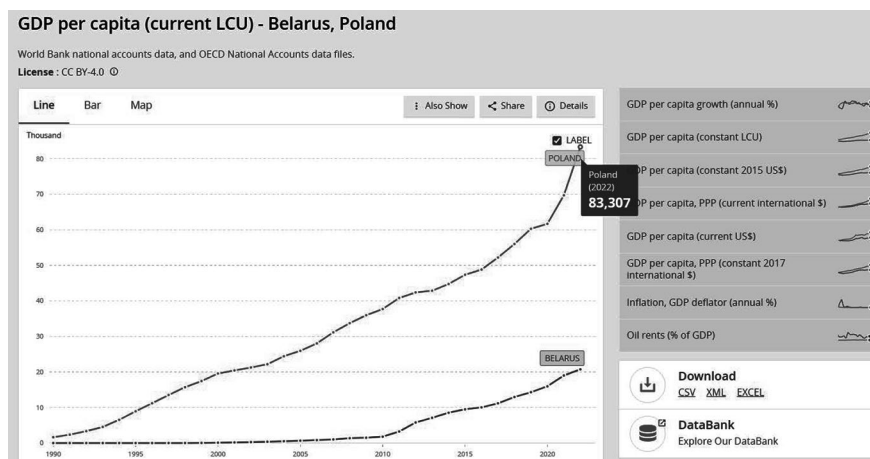 GDP per capita (current LCU) - Belarus, Poland
World Bank national accounts data, and OECD National Accounts data files.
License : CC BY-4.0
Line Bar Map
Also Show Share Details
Thousand
LABEL
80
70
60
50
40
30
20
10
0
1990 1995 2000 2005 2010 2015 2020
POLAND
Poland
(2022)
83,307
BELARUS
GDP per capita growth (annual %)
GDP per capita (constant LCU)
DP per capita (constant 2015 US$)
DP per capita, PPP (current international $)
GDP per capita (current US$)
GDP per capita, PPP (constant 2017
international $)
Inflation, GDP deflator (annual %)
Oil rents (% of GDP)
Download
CSV XML EXCEL
DataBank
Explore Our DataBank